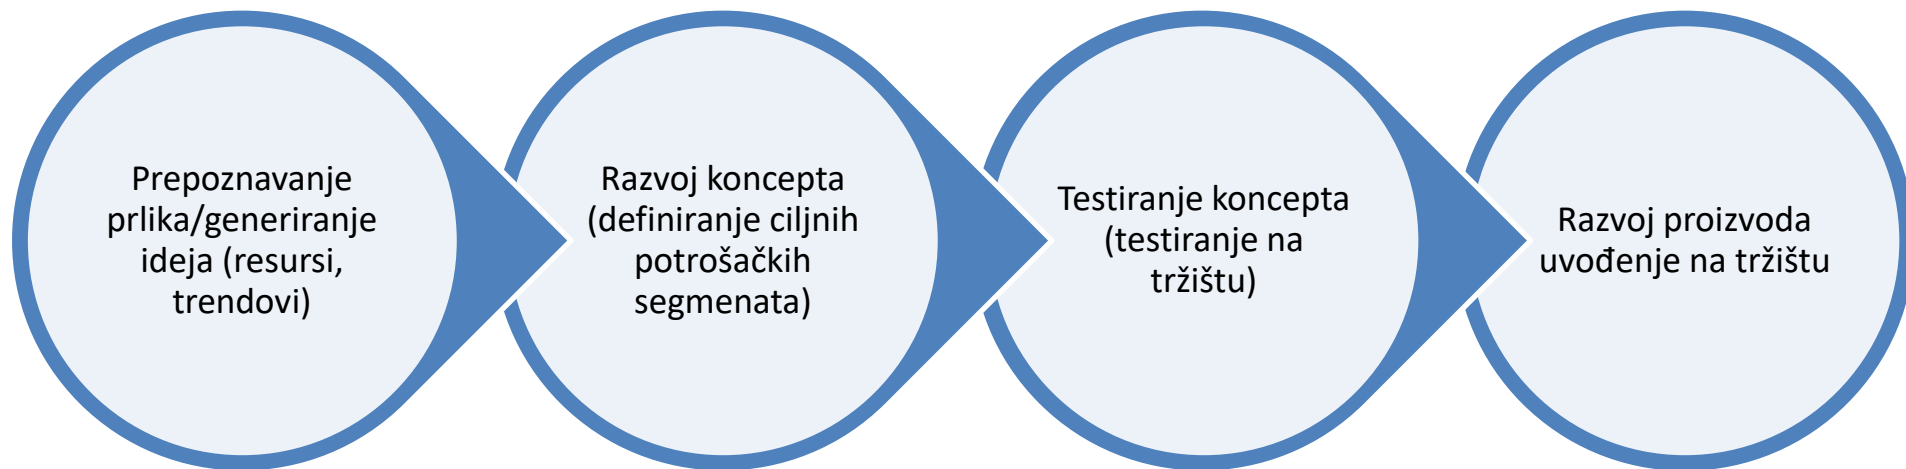 Prepoznavanje
prlika/generiranje
ideja (resursi,
trendovi)
Razvoj koncepta
(definiranje ciljnih
potrošačkih
segmenata)
Testiranje koncepta
(testiranje na
tržištu)
Razvoj proizvoda
uvođenje na tržištu